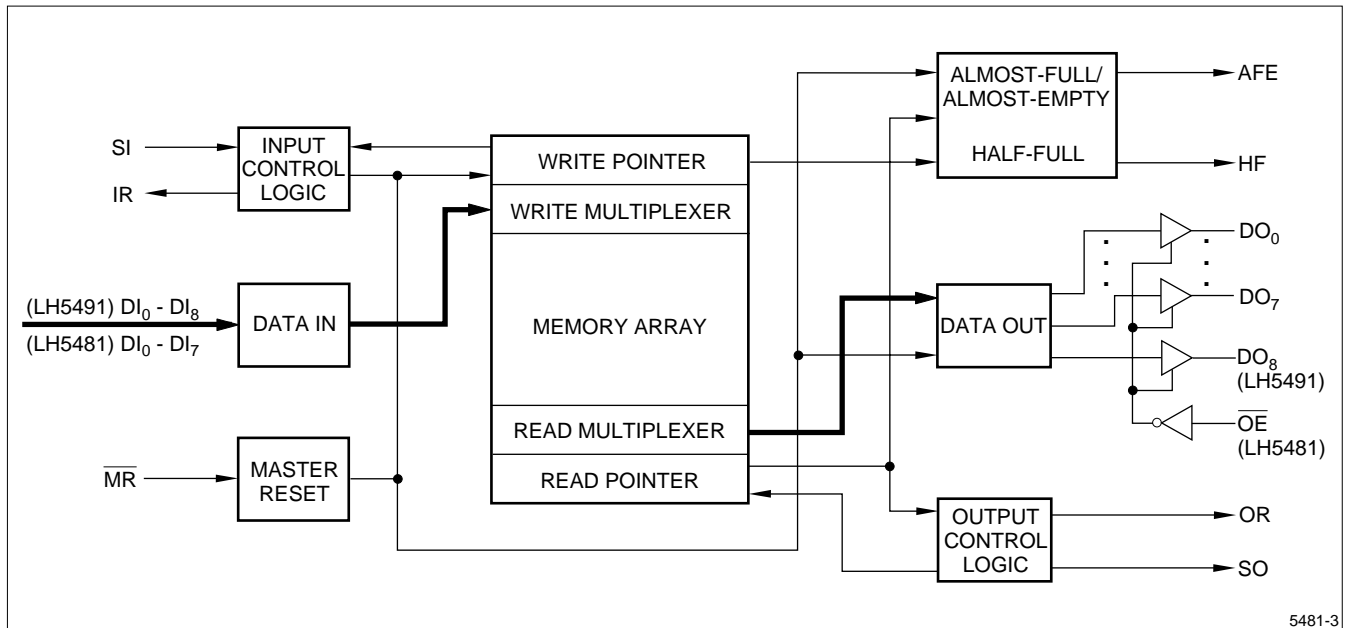 SI
IR
INPUT
CONTROL
LOGIC
(LH5491) DI0 - DI8
(LH5481) DI0 - DI7
DATA IN
MR
MASTER
RESET
WRITE POINTER
WRITE MULTIPLEXER
MEMORY ARRAY
READ MULTIPLEXER
READ POINTER
ALMOST-FULL/
ALMOST-EMPTY
HALF-FULL
AFE
HF
DATA OUT
DO0
DO7
DO8
(LH5491)
OE
(LH5481)
OUTPUT
CONTROL
LOGIC
OR
SO
5481-3